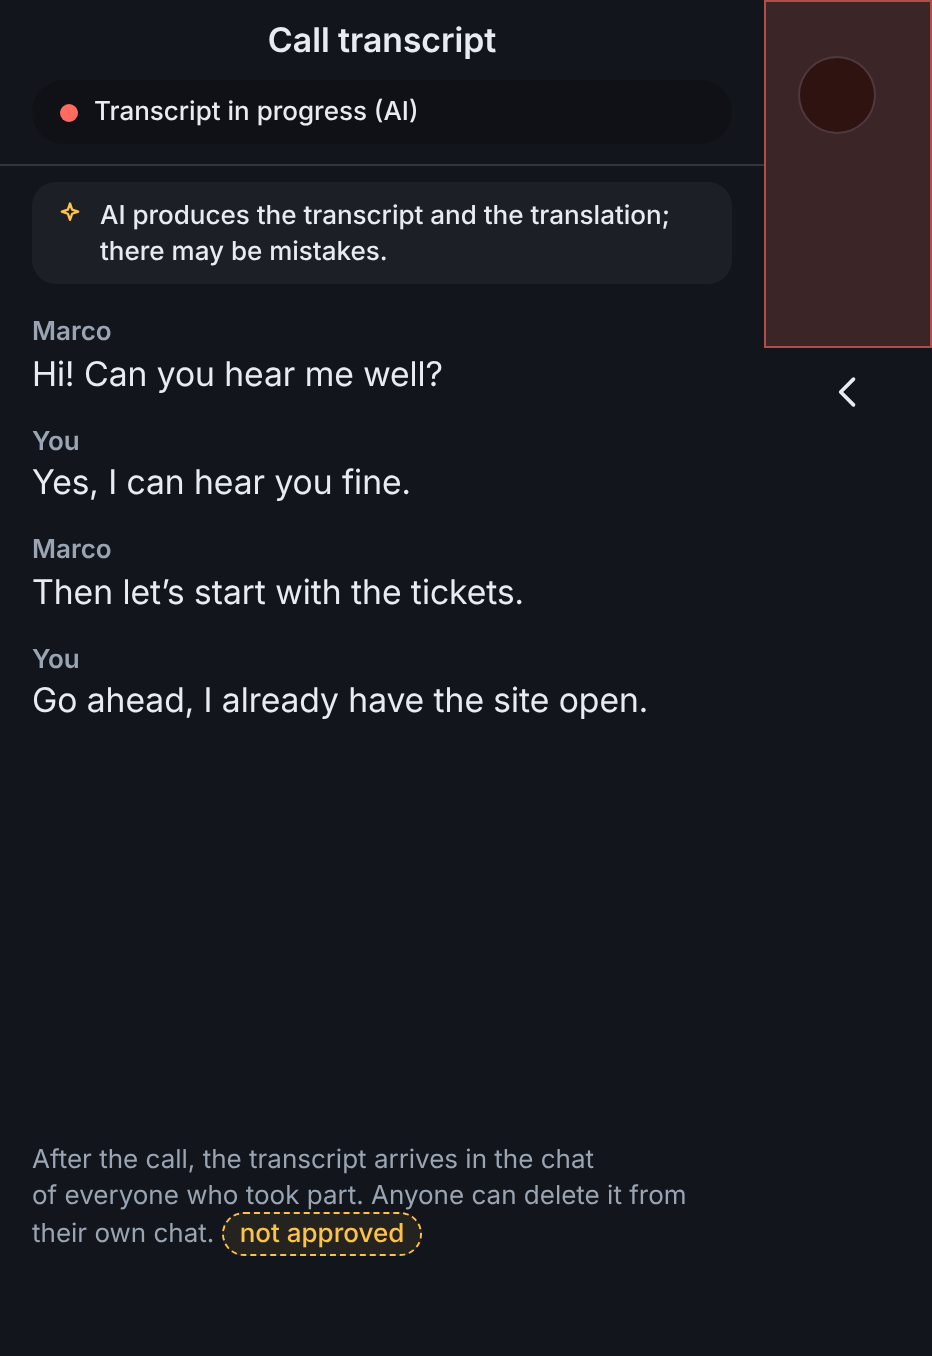 Call transcript
Transcript in progress (AI)
AI produces the transcript and the translation;
there may be mistakes.
Marco
Hi! Can you hear me well?
You
Yes, I can hear you fine.
Marco
Then let’s start with the tickets.
You
Go ahead, I already have the site open.
After the call, the transcript arrives in the chat
of everyone who took part. Anyone can delete it from
their own chat. not approved